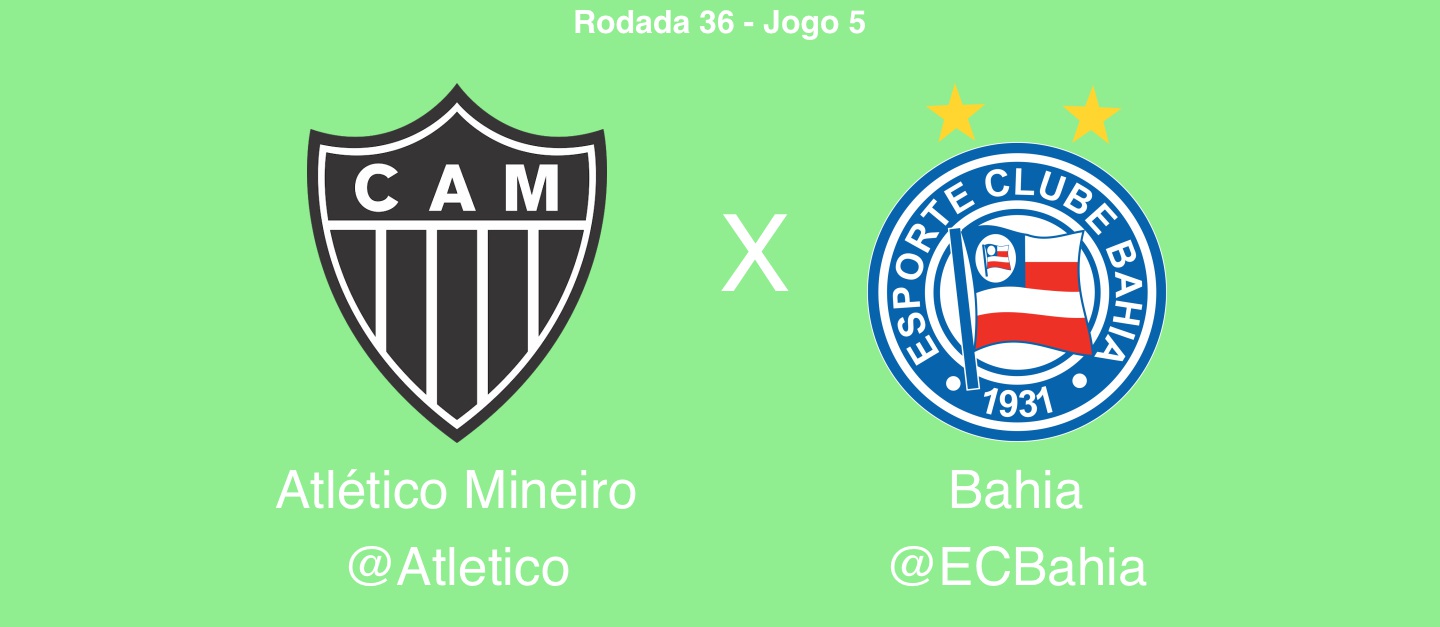 Rodada 36 - Jogo 5
C A M
X
ESPORTE CLUBE BAHIA
1931
Atlético Mineiro
Bahia
@Atletico
@ECBahia